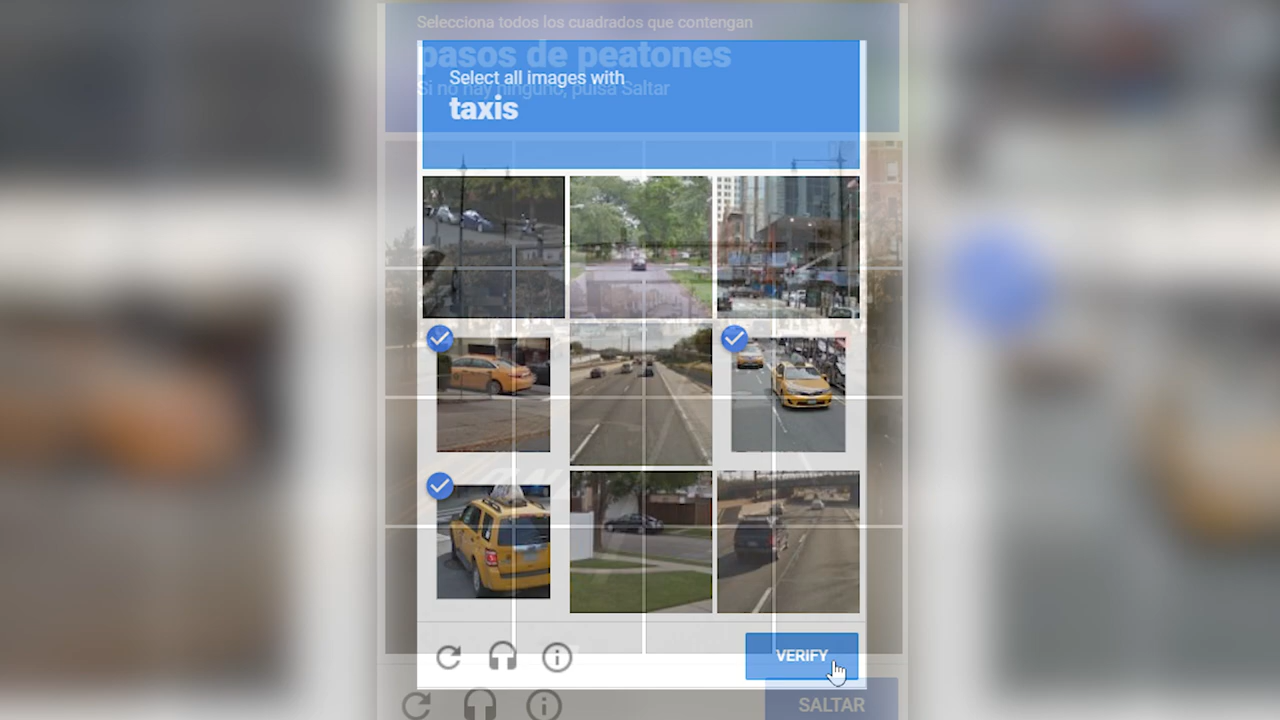 Selecciona todos los cuadrados que contengan
pasos de peatones
Si no hay ninguno, pulsa Saltar
Select all images with
taxis
VERIFY
SALTAR